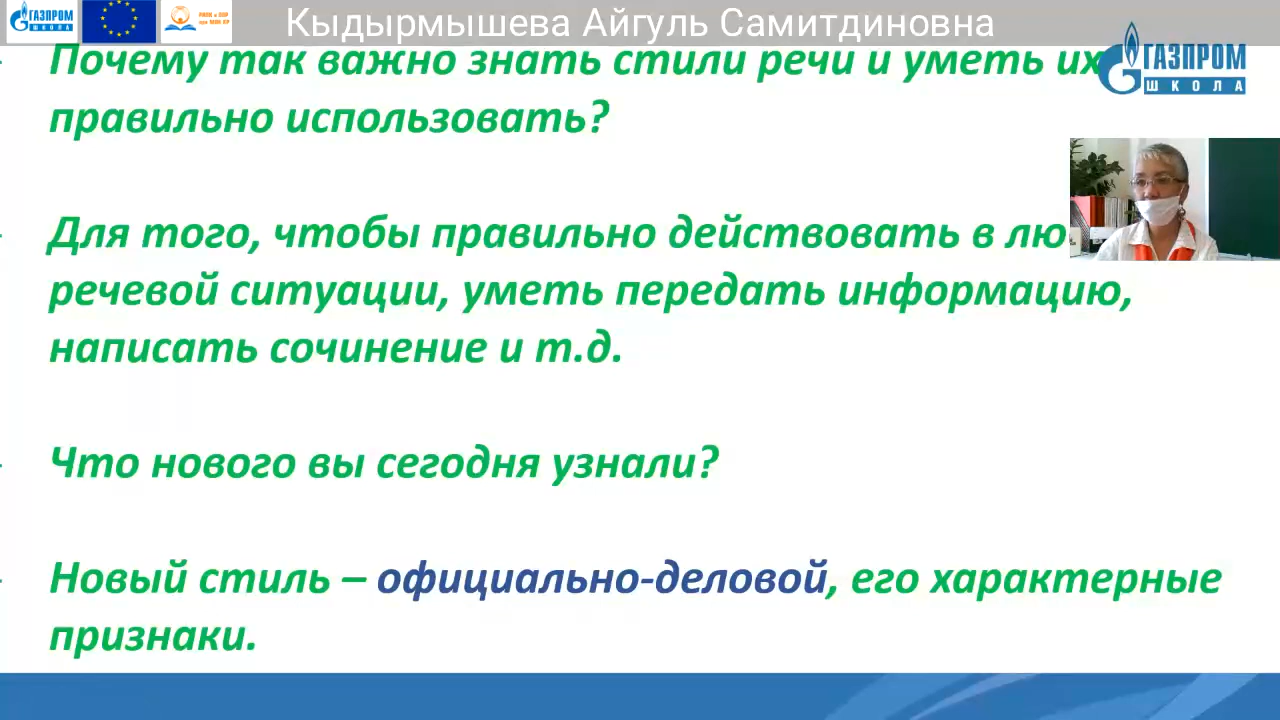 ГАЗПРОМ
ШКОЛА
Кыдырмышева Айгуль Самитдиновна
ГАЗПРОМ
ШКОЛА
- Почему так важно знать стили речи и уметь их
правильно использовать?
- Для того, чтобы правильно действовать в лю
речевой ситуации, уметь передать информацию,
написать сочинение и т.д.
- Что нового вы сегодня узнали?
- Новый стиль – официально-деловой, его характерные
признаки.